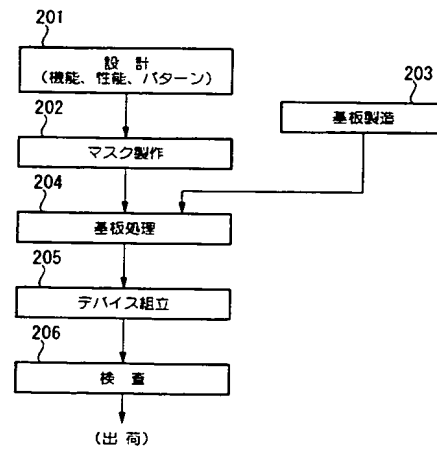 201
設 計
(機能、性能、パターン)
203
基板製造
202
マスク製作
204
基板処理
205
デバイス組立
206
検 査
(出 荷)